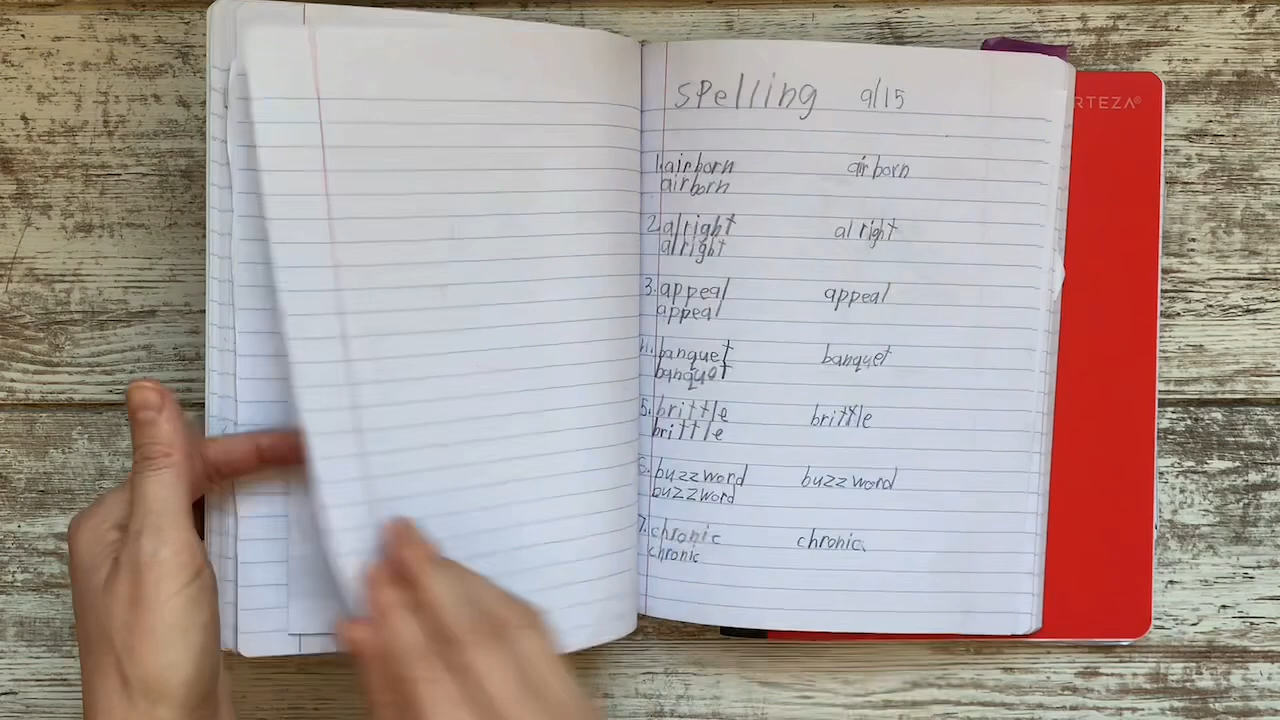 spelling 9/15
ARTEZA®
1. airborn airborn
airborn
2. alright alright
alright
3. appeal appeal
appeal
4. banquet banquet
banquet
5. brittle brittle
brittle
6. buzzword buzzword
buzzword
7. chronic chronic
chronic